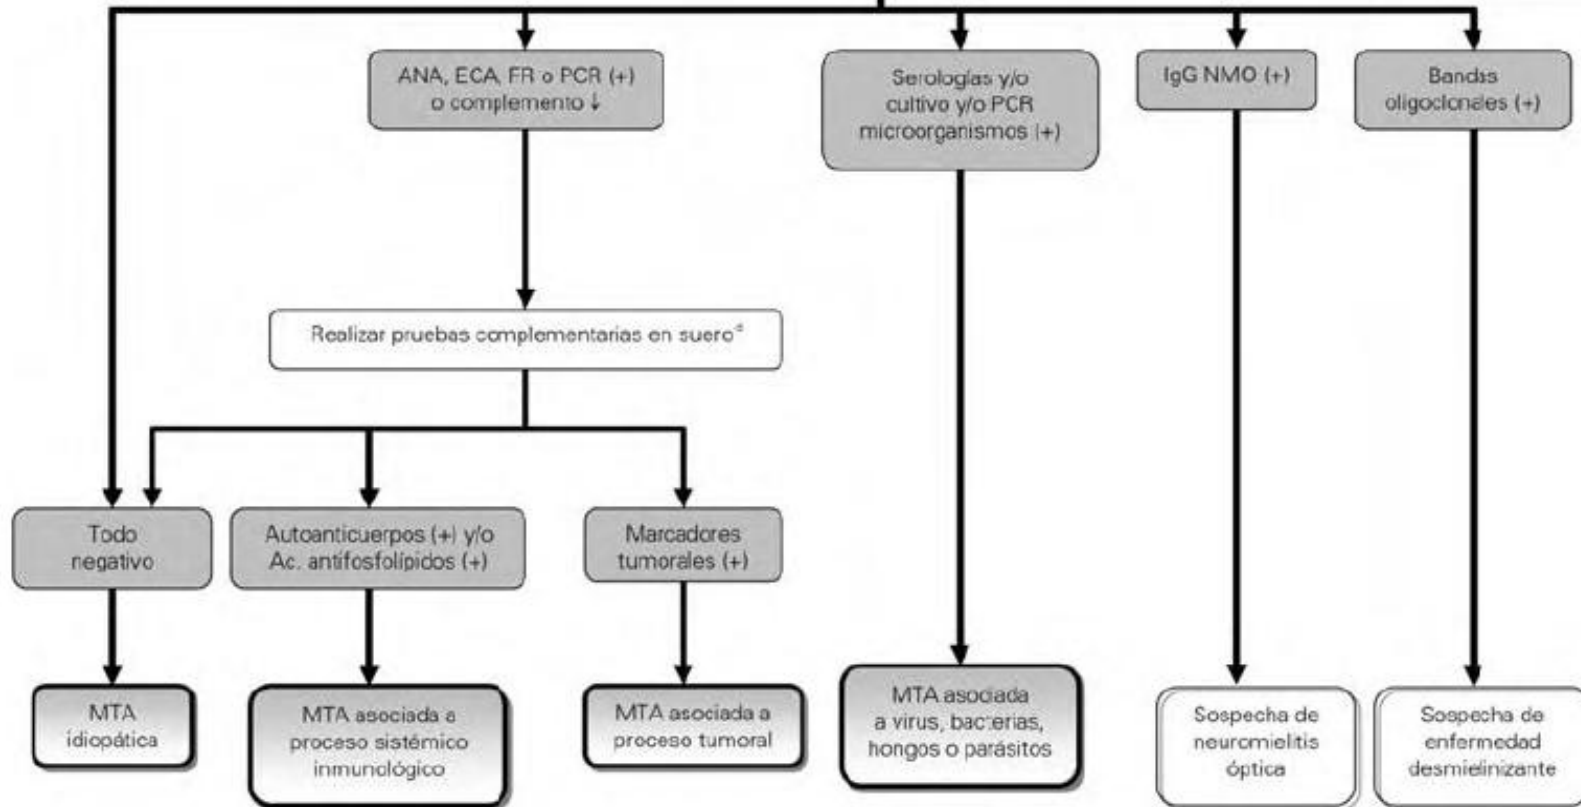 ANA, ECA, FR o PCR (+)
o complemento ↓
Serologías y/o
cultivo y/o PCR
microorganismos (+)
IgG NMO (+)
Bandas
oligoclonales (+)
Realizar pruebas complementarias en suero
Todo
negativo
Autoanticuerpos (+) y/o
Ac. antifosfolípidos (+)
Marcadores
tumorales (+)
MTA
idiopática
MTA asociada a
proceso sistémico
inmunológico
MTA asociada a
proceso tumoral
MTA asociada
a virus, bacterias,
hongos o parásitos
Sospecha de
neuromielitis
óptica
Sospecha de
enfermedad
desmielinizante